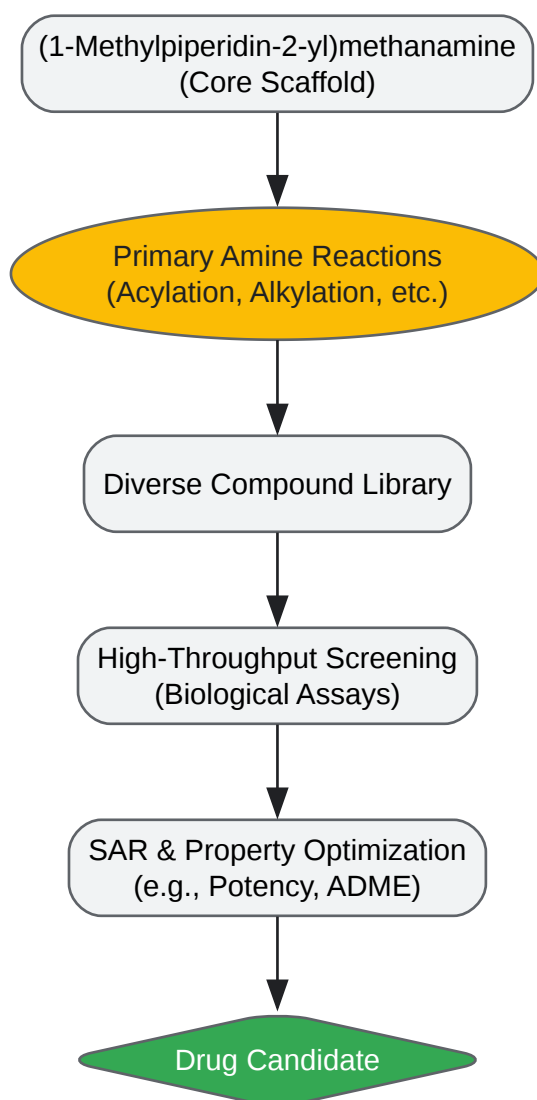 (1-Methylpiperidin-2-yl)methanamine
(Core Scaffold)
Primary Amine Reactions
(Acylation, Alkylation, etc.)
Diverse Compound Library
High-Throughput Screening
(Biological Assays)
SAR & Property Optimization
(e.g., Potency, ADME)
Drug Candidate